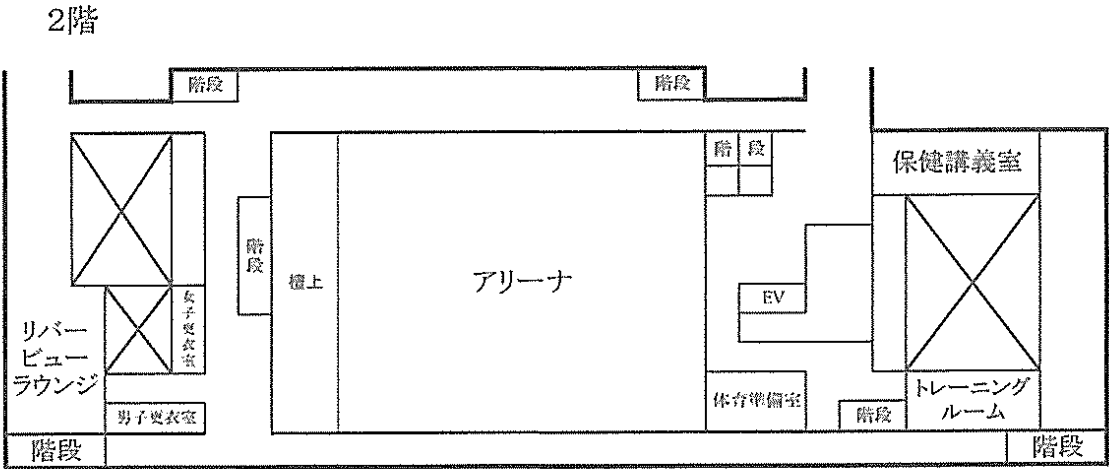 2階
階段
階段
階 段
保健講義室
階段
壇上
アリーナ
EV
女子更衣室
リバー
ビュー
ラウンジ
男子更衣室
体育準備室
階段
トレーニング
ルーム
階段
階段